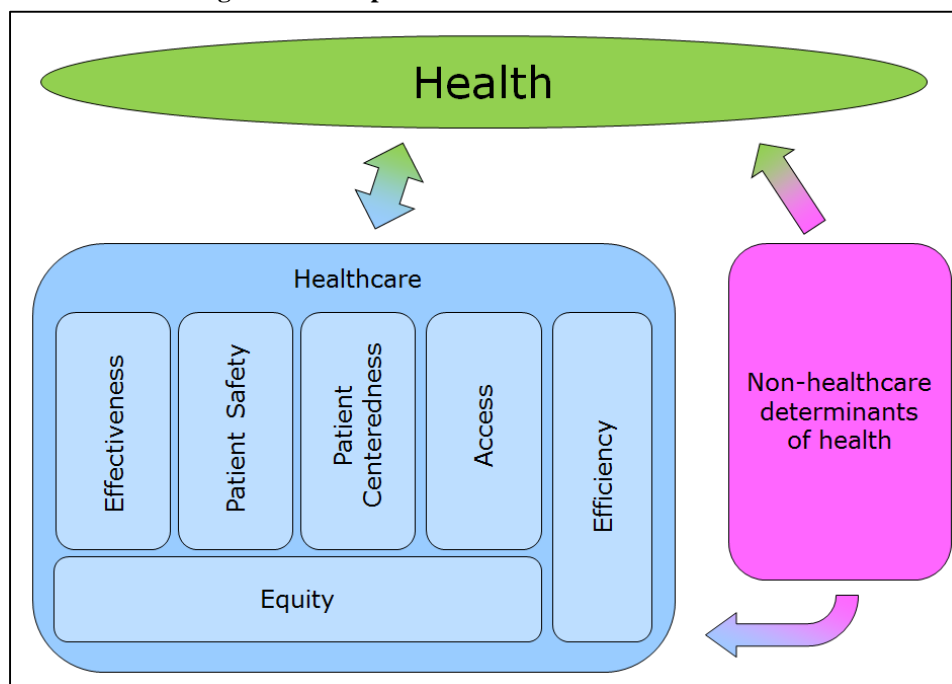 Health
Healthcare
Effectiveness
Patient Safety
Patient
Centeredness
Access
Efficiency
Equity
Non-healthcare
determinants
of health